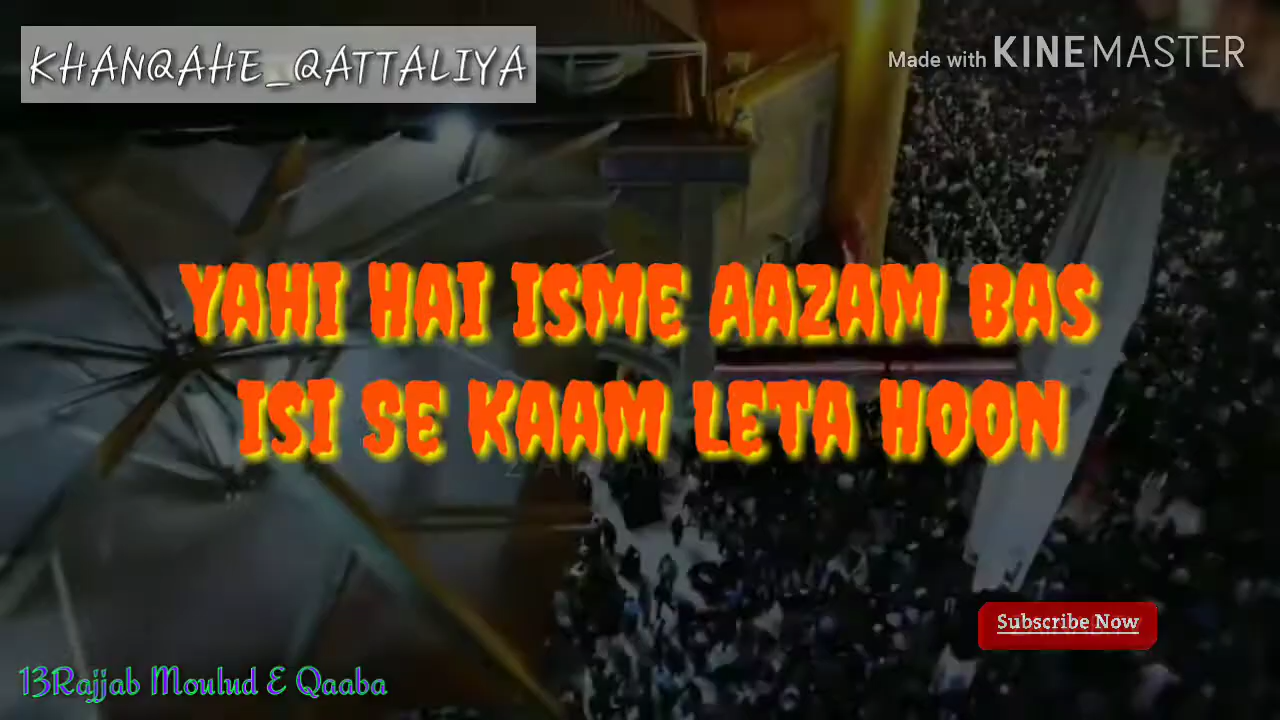 KHANQAHE_QATTALIYA
Made with KINEMASTER
YAHI HAI ISME AAZAM BAS
ISI SE KAAM LETA HOON
Subscribe Now
13Rajjab Moulud E Qaaba